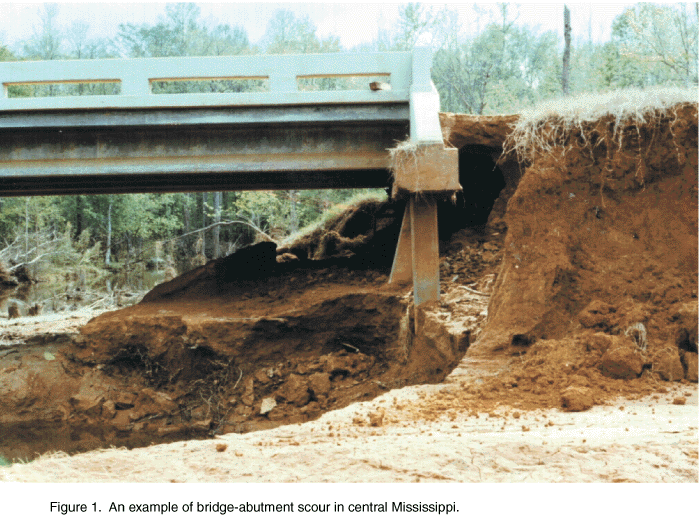 Figure 1.  An example of bridge-abutment scour in central Mississippi.